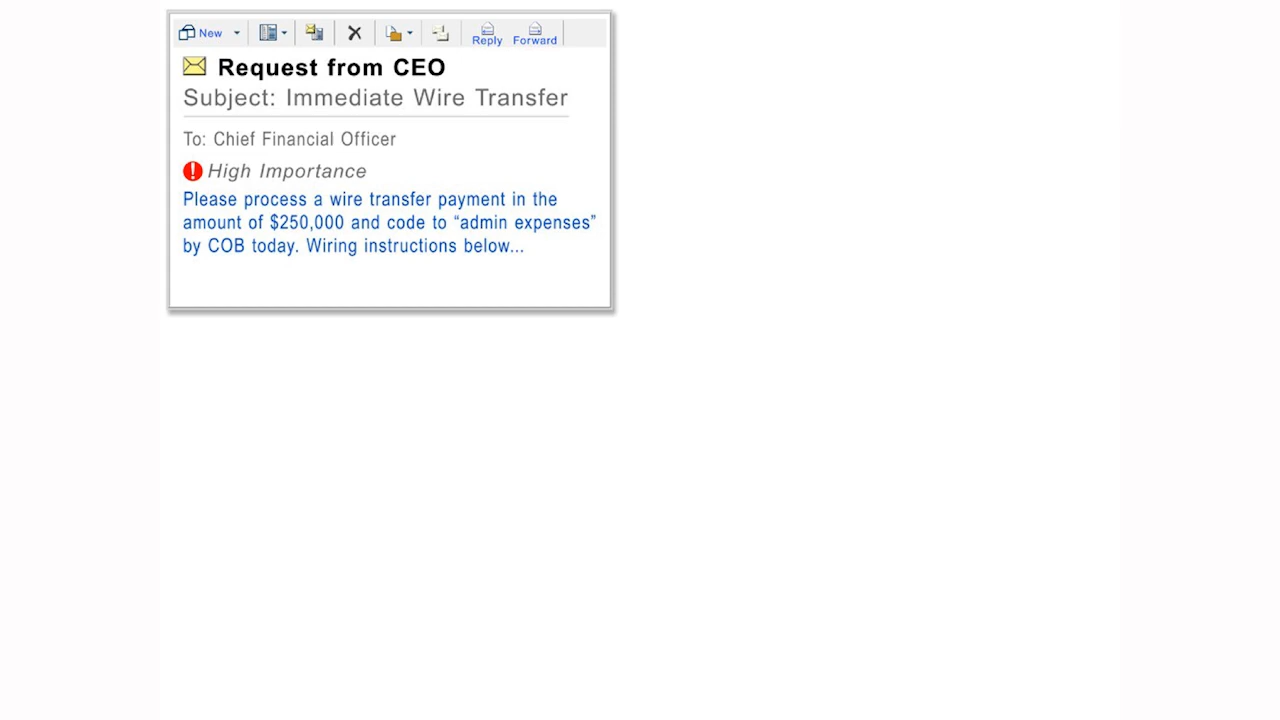 New
Reply
Forward
Request from CEO
Subject: Immediate Wire Transfer
To: Chief Financial Officer
High Importance
Please process a wire transfer payment in the
amount of $250,000 and code to “admin expenses”
by COB today. Wiring instructions below...